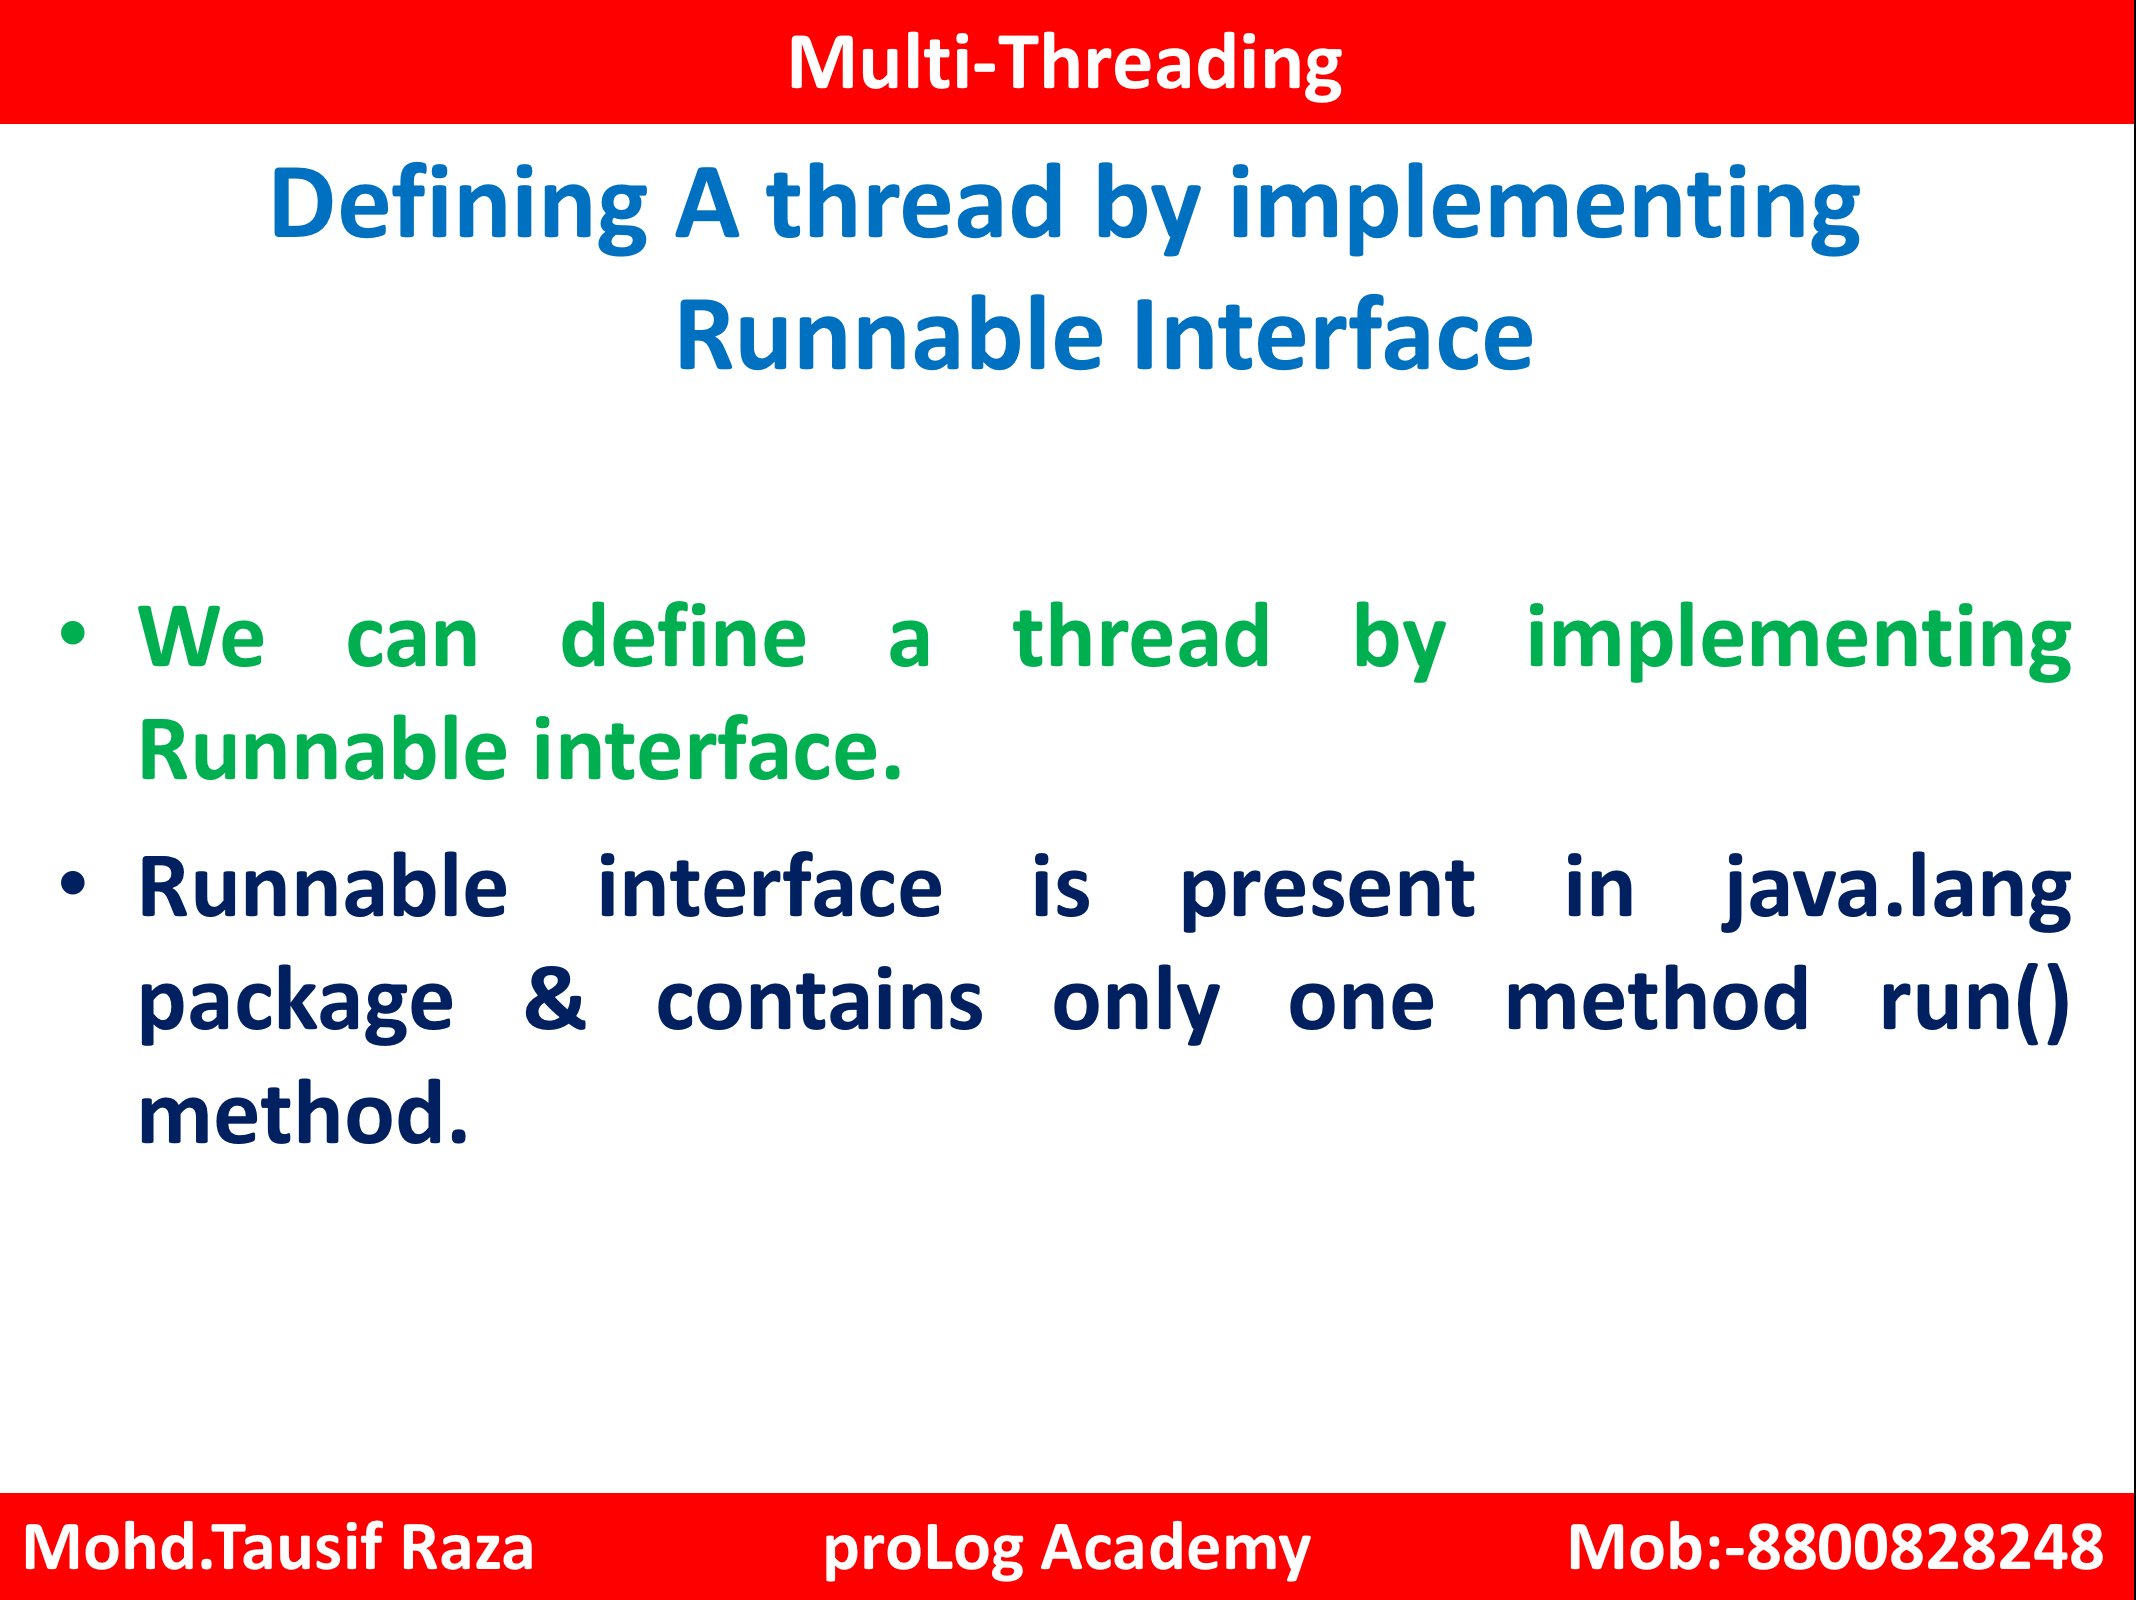 Multi-Threading
Defining A thread by implementing
Runnable Interface
• We can define a thread by implementing
Runnable interface.
• Runnable interface is present in java.lang
package & contains only one method run()
method.
Mohd.Tausif Raza proLog Academy Mob:-8800828248